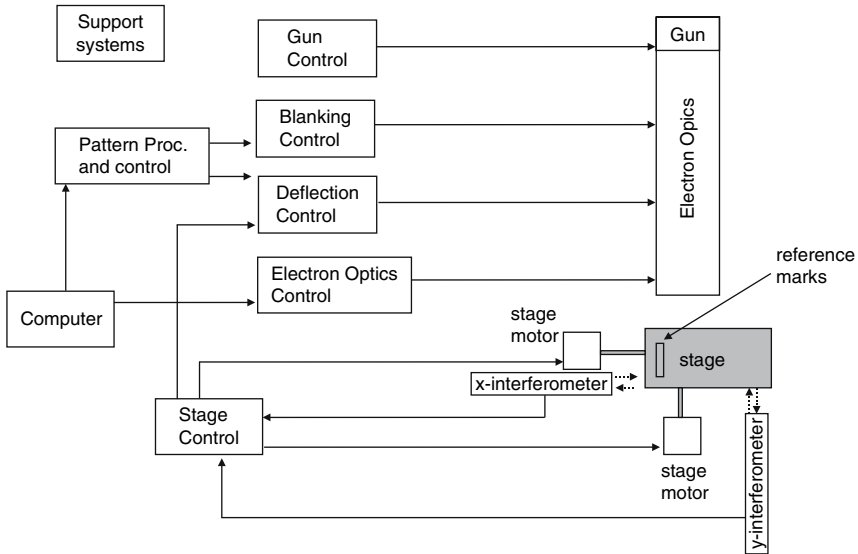 Support
systems
Gun
Control
Gun
Blanking
Control
Pattern Proc.
and control
Electron Opics
Deflection
Control
reference
marks
Electron Optics
Control
Computer
stage
motor
stage
x-interferometer
Stage
Control
stage
motor
y-interferometer